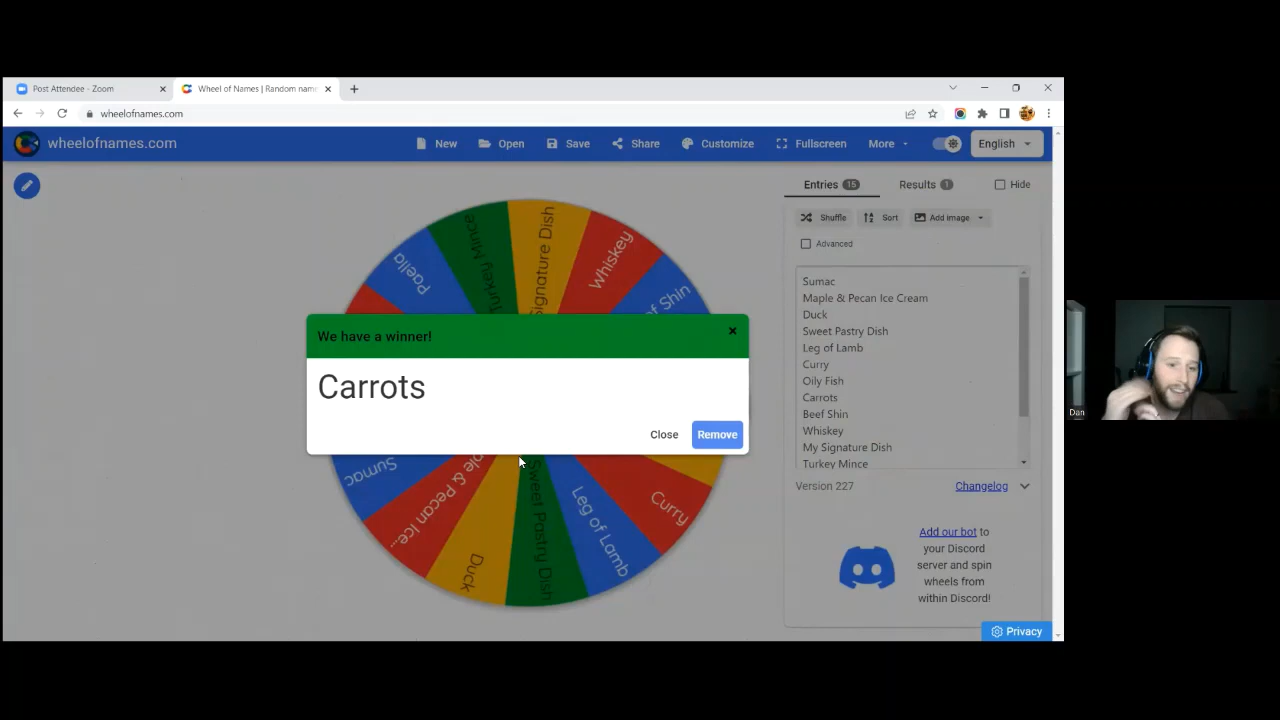 Post Attendee - Zoom
Wheel of Names | Random name
wheelofnames.com
wheelofnames.com
New
Open
Save
Share
Customize
Fullscreen
More
English
Entries 15
Results 1
Hide
Shuffle
Sort
Add image
Advanced
Sumac
Maple & Pecan Ice Cream
Duck
Sweet Pastry Dish
Leg of Lamb
Curry
Oily Fish
Carrots
Beef Shin
Whiskey
My Signature Dish
Turkey Mince
Paella
Turkey Mince
Signature Dish
Whiskey
of Shin
We have a winner!
Carrots
Close
Remove
Sumac
& Pecan Ice...
Duck
Sweet Pastry Dish
Leg of Lamb
Curry
Version 227
Changelog
Add our bot to
your Discord
server and spin
wheels from
within Discord!
Privacy
Dan